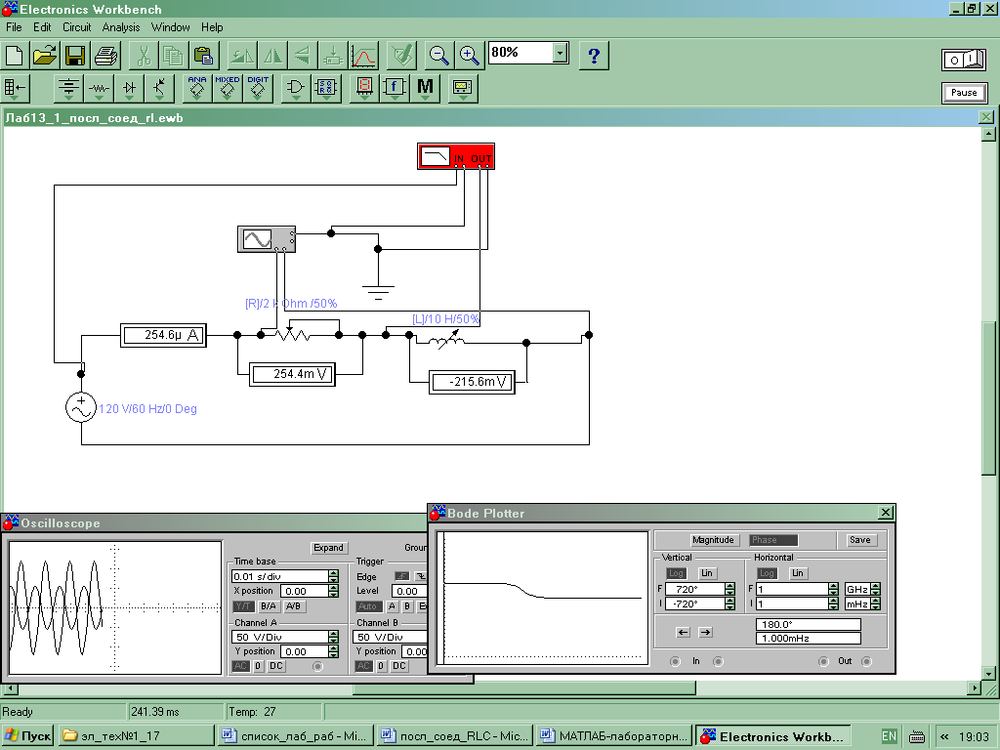 Electronics Workbench
File Edit Circuit Analysis Window Help
80% ?
O I
ANA MIXED DIGIT f M
Pause
Лаб13_1_посл_соед_rl.ewb
IN OUT
[R]/2 k Ohm /50%
[L]/10 H/50%
254.6μ A
254.4m V
-215.6m V
120 V/60 Hz/0 Deg
Oscilloscope
Expand Groun
Time base Trigger
0.01 s/div Edge
X position 0.00 Level 0.00
Y/T B/A A/B Auto A B Ex
Channel A Channel B
50 V/Div 50 V/Div
Y position 0.00 Y position 0.00
AC 0 DC AC 0 DC
Bode Plotter
Magnitude Phase Save
Vertical Horizontal
Log Lin Log Lin
F 720° F 1 GHz
I -720° I 1 mHz
← → 180.0°
1.000mHz
In Out
Ready 241.39 ms Temp: 27
Пуск эл_тех№1_17 список_лаб_раб - Mi... посл_соед_RLC - Mic... МАТЛАБ-лабораторн... Electronics Workb... EN « 19:03